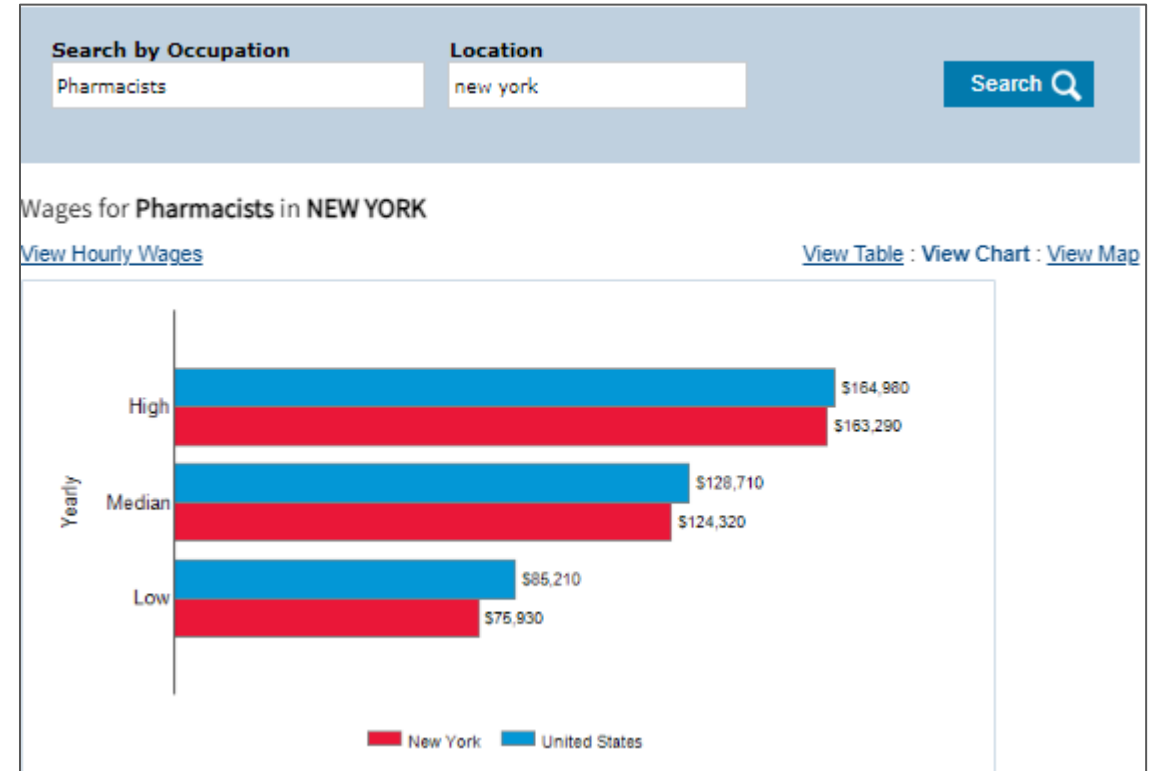 Search by Occupation Location
Pharmacists new york Search
Wages for Pharmacists in NEW YORK
View Hourly Wages View Table : View Chart : View Map
$164,980
High
$163,290
$128,710
Yearly Median
$124,320
$85,210
Low
$75,930
New York United States